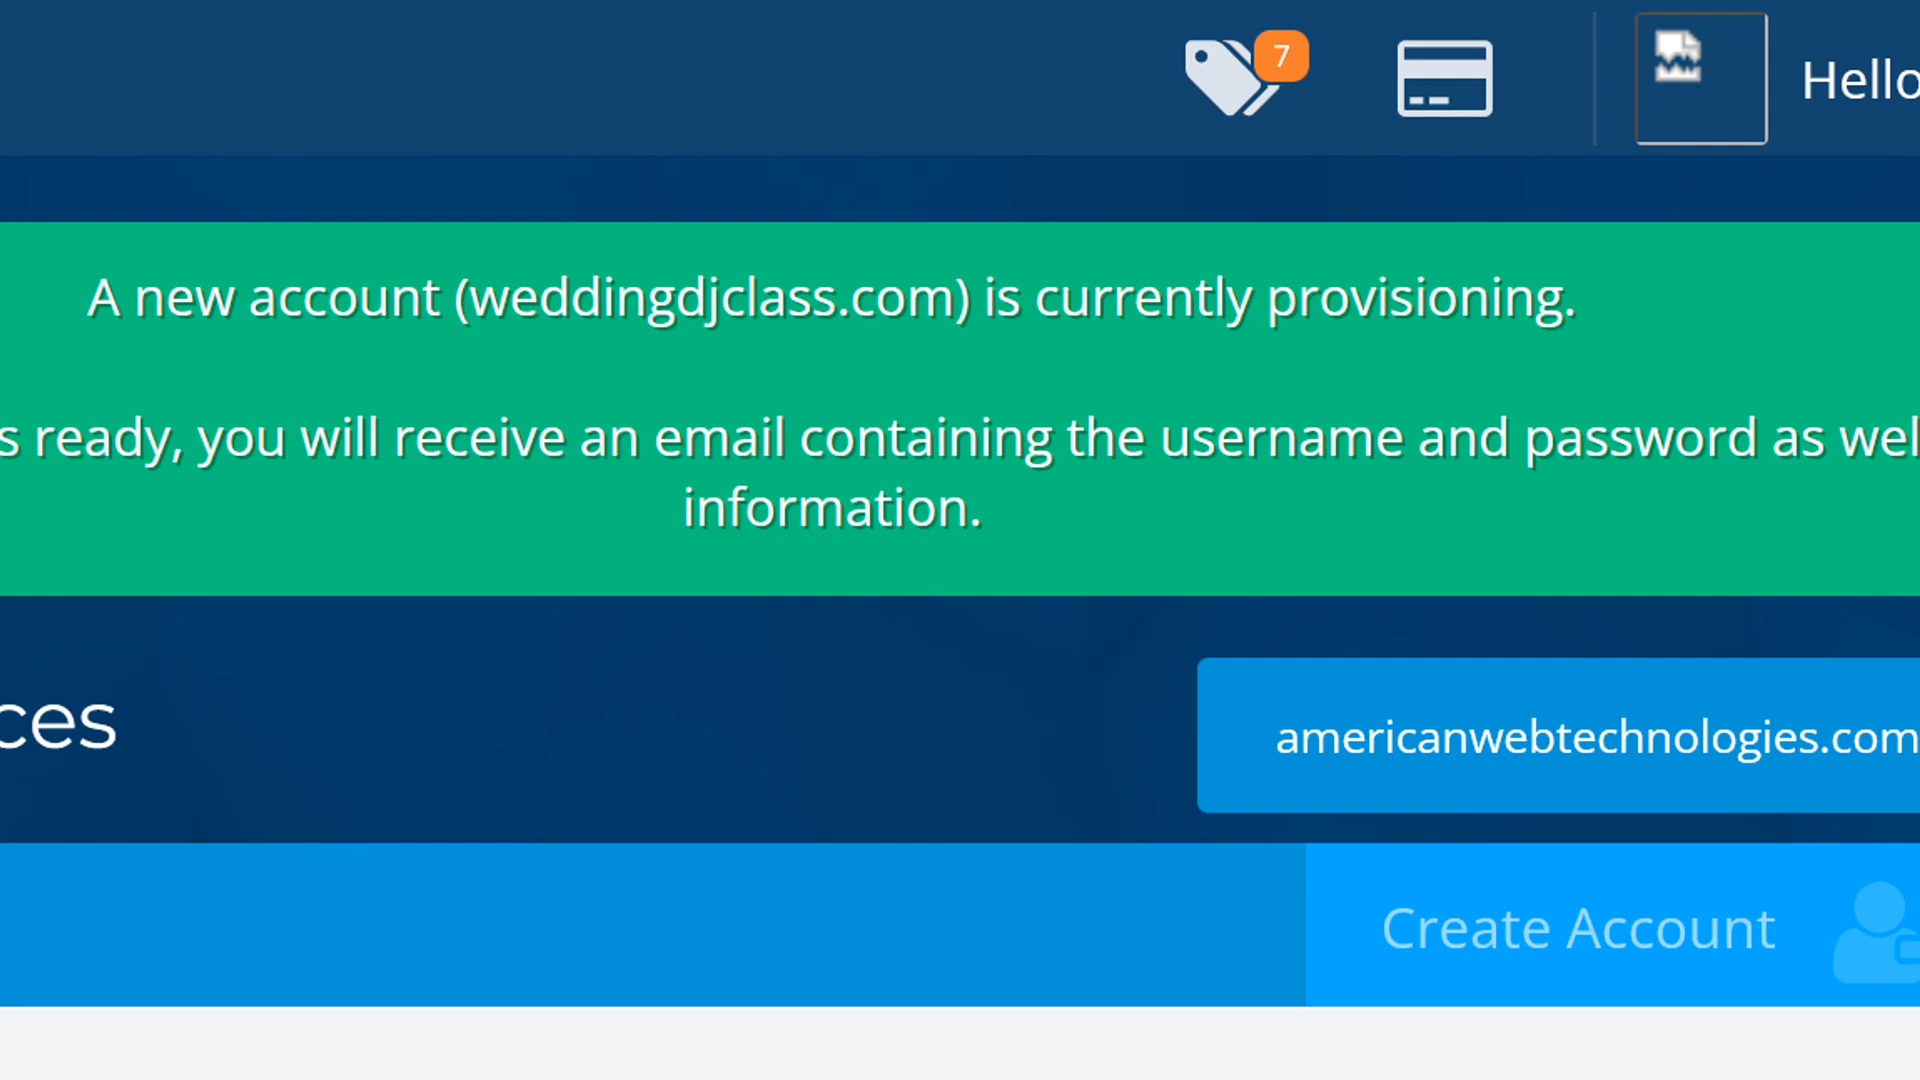 7
Hello
A new account (weddingdjclass.com) is currently provisioning.
s ready, you will receive an email containing the username and password as wel
information.
ces
americanwebtechnologies.com
Create Account